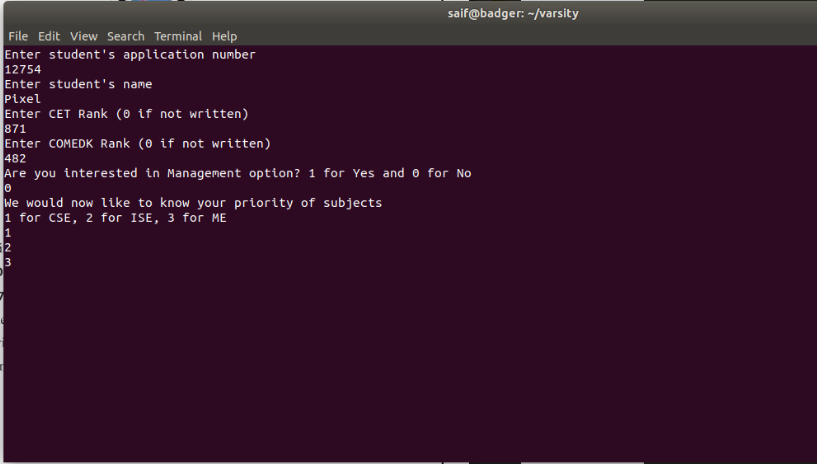 saif@badger: ~/varsity
File Edit View Search Terminal Help
Enter student's application number
12754
Enter student's name
Pixel
Enter CET Rank (0 if not written)
871
Enter COMEDK Rank (0 if not written)
482
Are you interested in Management option? 1 for Yes and 0 for No
0
We would now like to know your priority of subjects
1 for CSE, 2 for ISE, 3 for ME
1
2
3